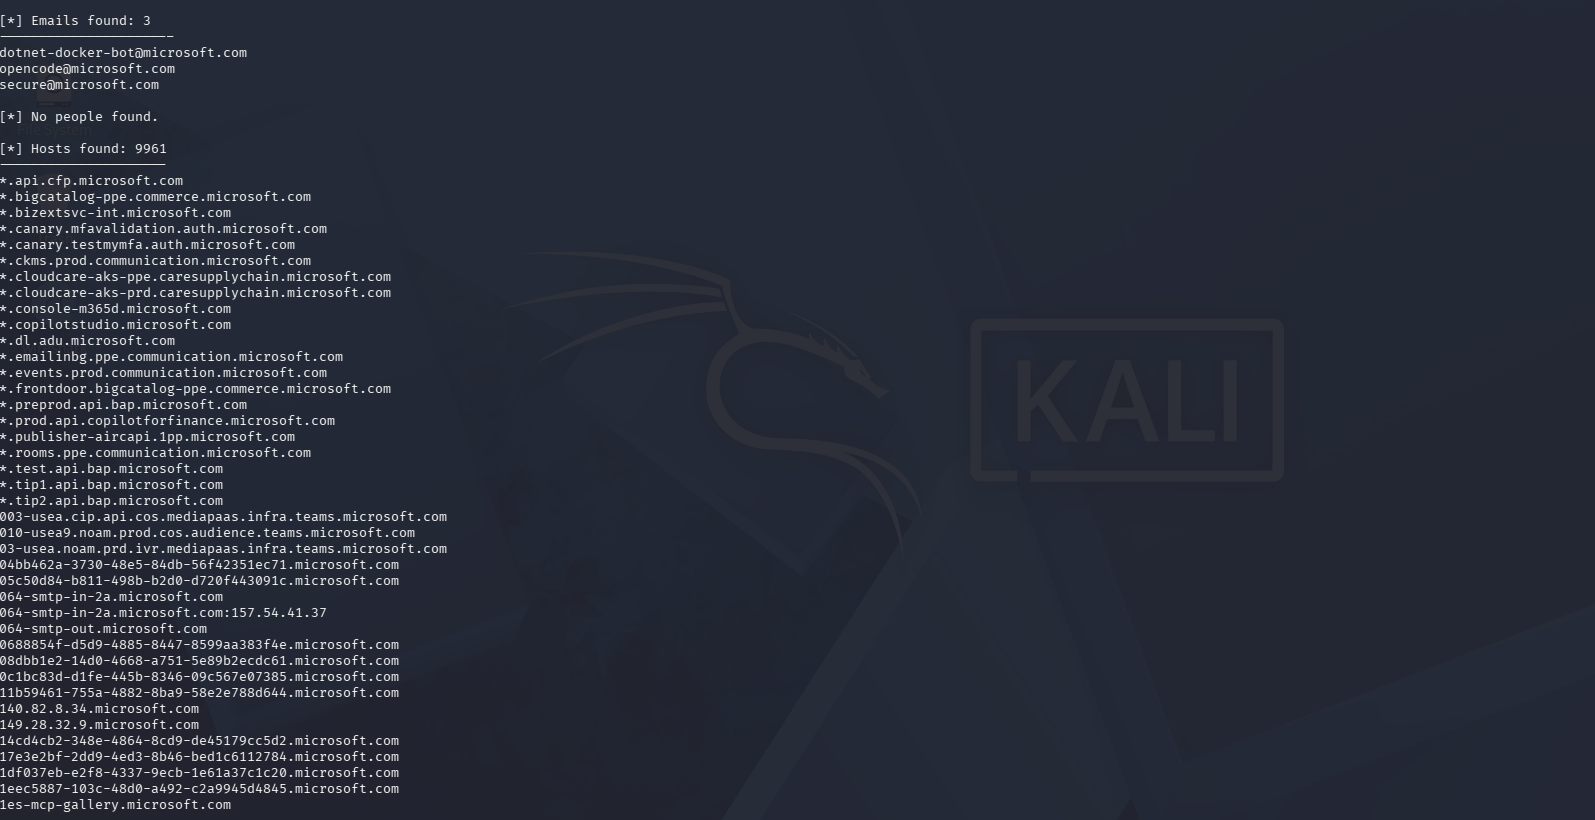 [*] Emails found: 3
----------------------
dotnet-docker-bot@microsoft.com
opencode@microsoft.com
secure@microsoft.com
[*] No people found.
File System
[*] Hosts found: 9961
---------------------
*.api.cfp.microsoft.com
*.bigcatalog-ppe.commerce.microsoft.com
*.bizextsvc-int.microsoft.com
*.canary.mfavalidation.auth.microsoft.com
*.canary.testmymfa.auth.microsoft.com
*.ckms.prod.communication.microsoft.com
*.cloudcare-aks-ppe.caresupplychain.microsoft.com
*.cloudcare-aks-prd.caresupplychain.microsoft.com
*.console-m365d.microsoft.com
*.copilotstudio.microsoft.com
*.dl.adu.microsoft.com
*.emailinbg.ppe.communication.microsoft.com
*.events.prod.communication.microsoft.com
*.frontdoor.bigcatalog-ppe.commerce.microsoft.com
*.preprod.api.bap.microsoft.com
*.prod.api.copilotforfinance.microsoft.com
*.publisher-aircapi.1pp.microsoft.com
*.rooms.ppe.communication.microsoft.com
*.test.api.bap.microsoft.com
*.tip1.api.bap.microsoft.com
*.tip2.api.bap.microsoft.com
003-usea.cip.api.cos.mediapaas.infra.teams.microsoft.com
010-usea9.noam.prod.cos.audience.teams.microsoft.com
03-usea.noam.prd.ivr.mediapaas.infra.teams.microsoft.com
04bb462a-3730-48e5-84db-56f42351ec71.microsoft.com
05c50d84-b811-498b-b2d0-d720f443091c.microsoft.com
064-smtp-in-2a.microsoft.com
064-smtp-in-2a.microsoft.com:157.54.41.37
064-smtp-out.microsoft.com
0688854f-d5d9-4885-8447-8599aa383f4e.microsoft.com
08dbb1e2-14d0-4668-a751-5e89b2ecdc61.microsoft.com
0c1bc83d-d1fe-445b-8346-09c567e07385.microsoft.com
11b59461-755a-4882-8ba9-58e2e788d644.microsoft.com
140.82.8.34.microsoft.com
149.28.32.9.microsoft.com
14cd4cb2-348e-4864-8cd9-de45179cc5d2.microsoft.com
17e3e2bf-2dd9-4ed3-8b46-bed1c6112784.microsoft.com
1df037eb-e2f8-4337-9ecb-1e61a37c1c20.microsoft.com
1eec5887-103c-48d0-a492-c2a9945d4845.microsoft.com
1es-mcp-gallery.microsoft.com
KALI